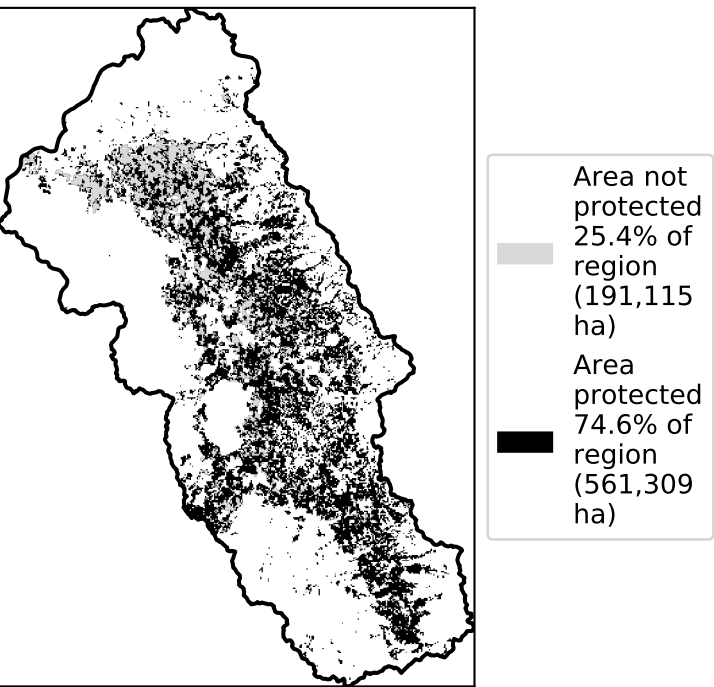 Area not
protected
25.4% of
region
(191,115
ha)
Area
protected
74.6% of
region
(561,309
ha)